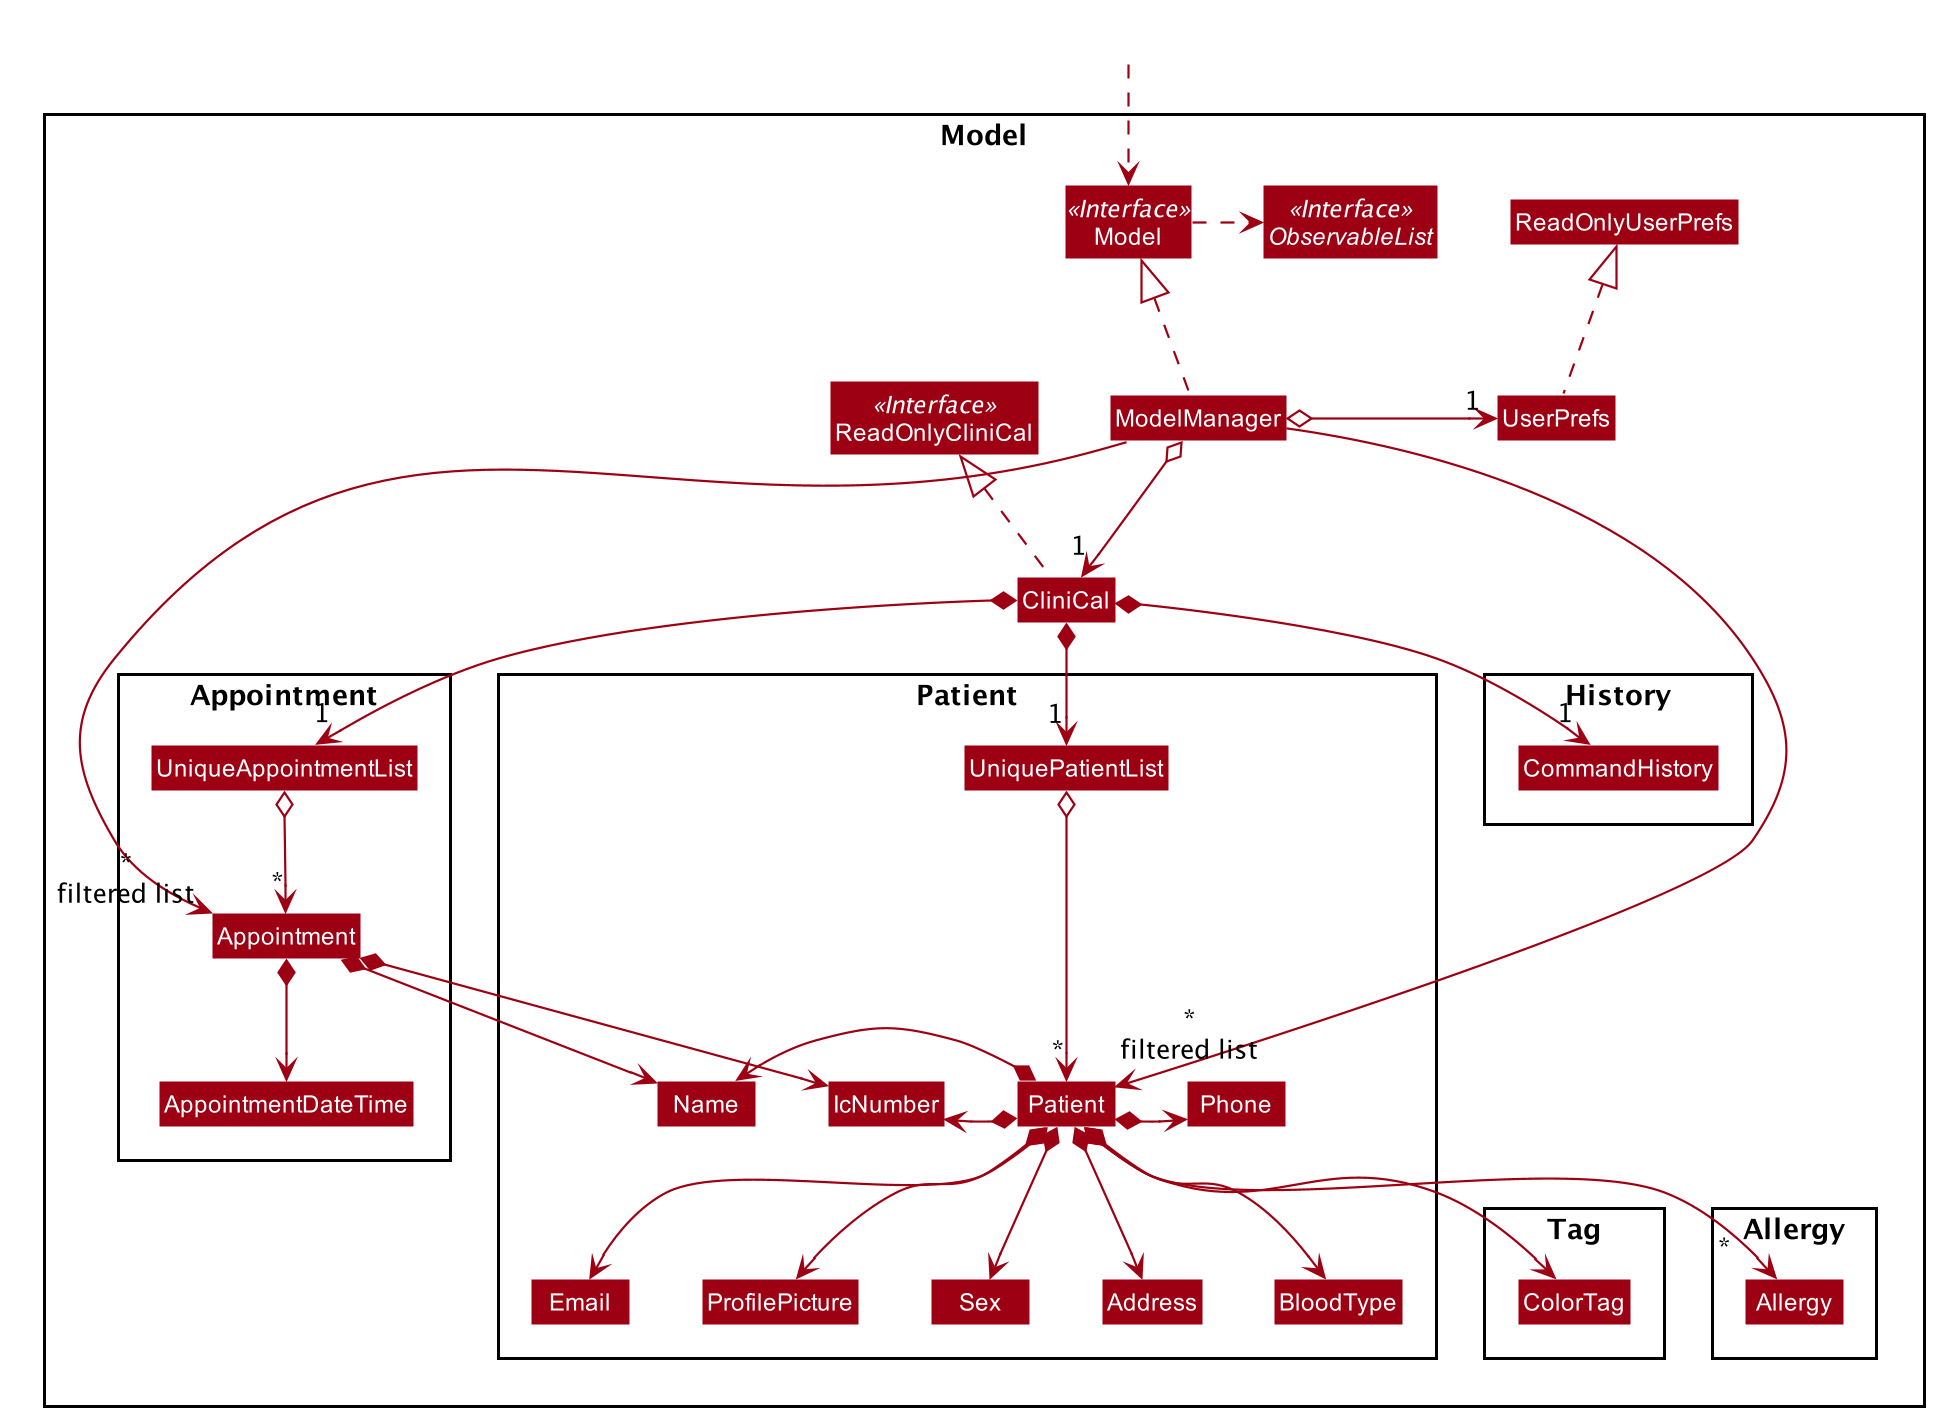 Model
«Interface»
Model
«Interface»
ObservableList
ReadOnlyUserPrefs
«Interface»
ReadOnlyCliniCal
ModelManager
1
UserPrefs
1
CliniCal
Appointment
1
UniqueAppointmentList
Patient
1
UniquePatientList
History
1
CommandHistory
*
filtered list
*
Appointment
*
*
filtered list
AppointmentDateTime
Name
IcNumber
Patient
Phone
Tag
Allergy
*
Email
ProfilePicture
Sex
Address
BloodType
ColorTag
Allergy